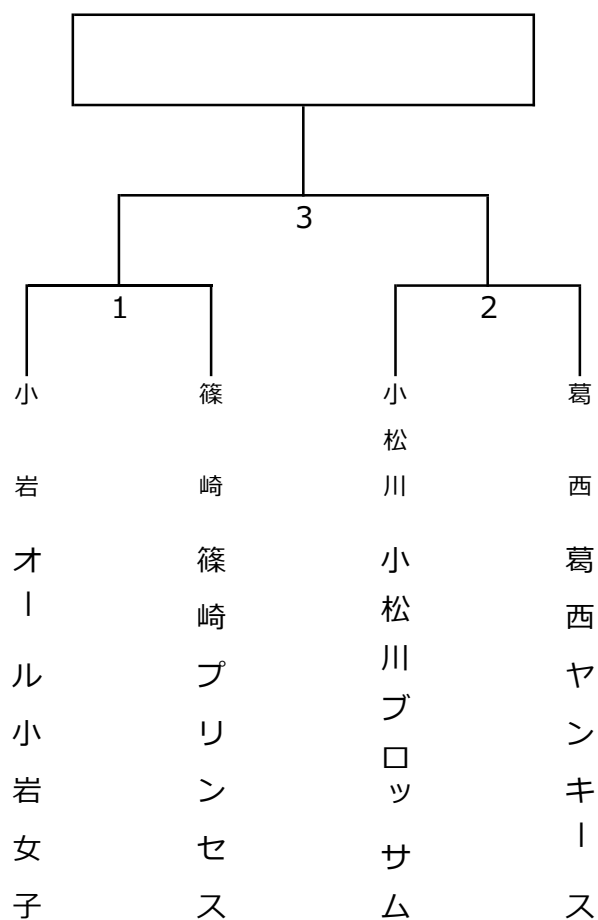 3
1
2
小岩
篠崎
小松川
葛西
オール小岩女子
篠崎プリンセス
小松川ブロッサム
葛西ヤンキース